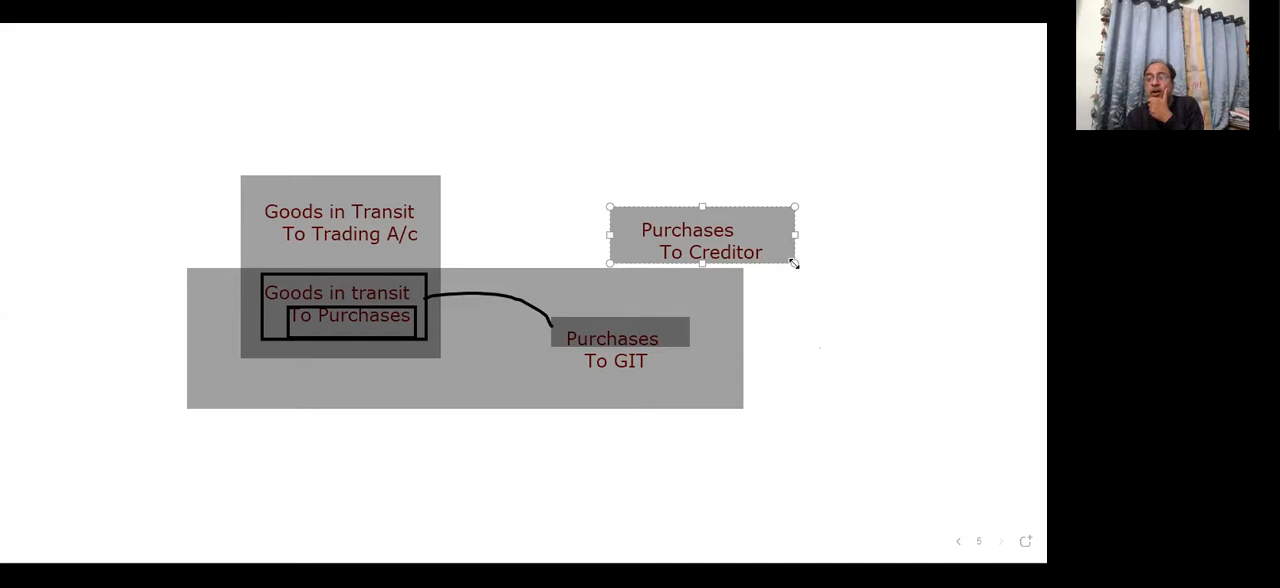 Goods in Transit
To Trading A/c
Purchases
To Creditor
Goods in transit
To Purchases
Purchases
To GIT
5